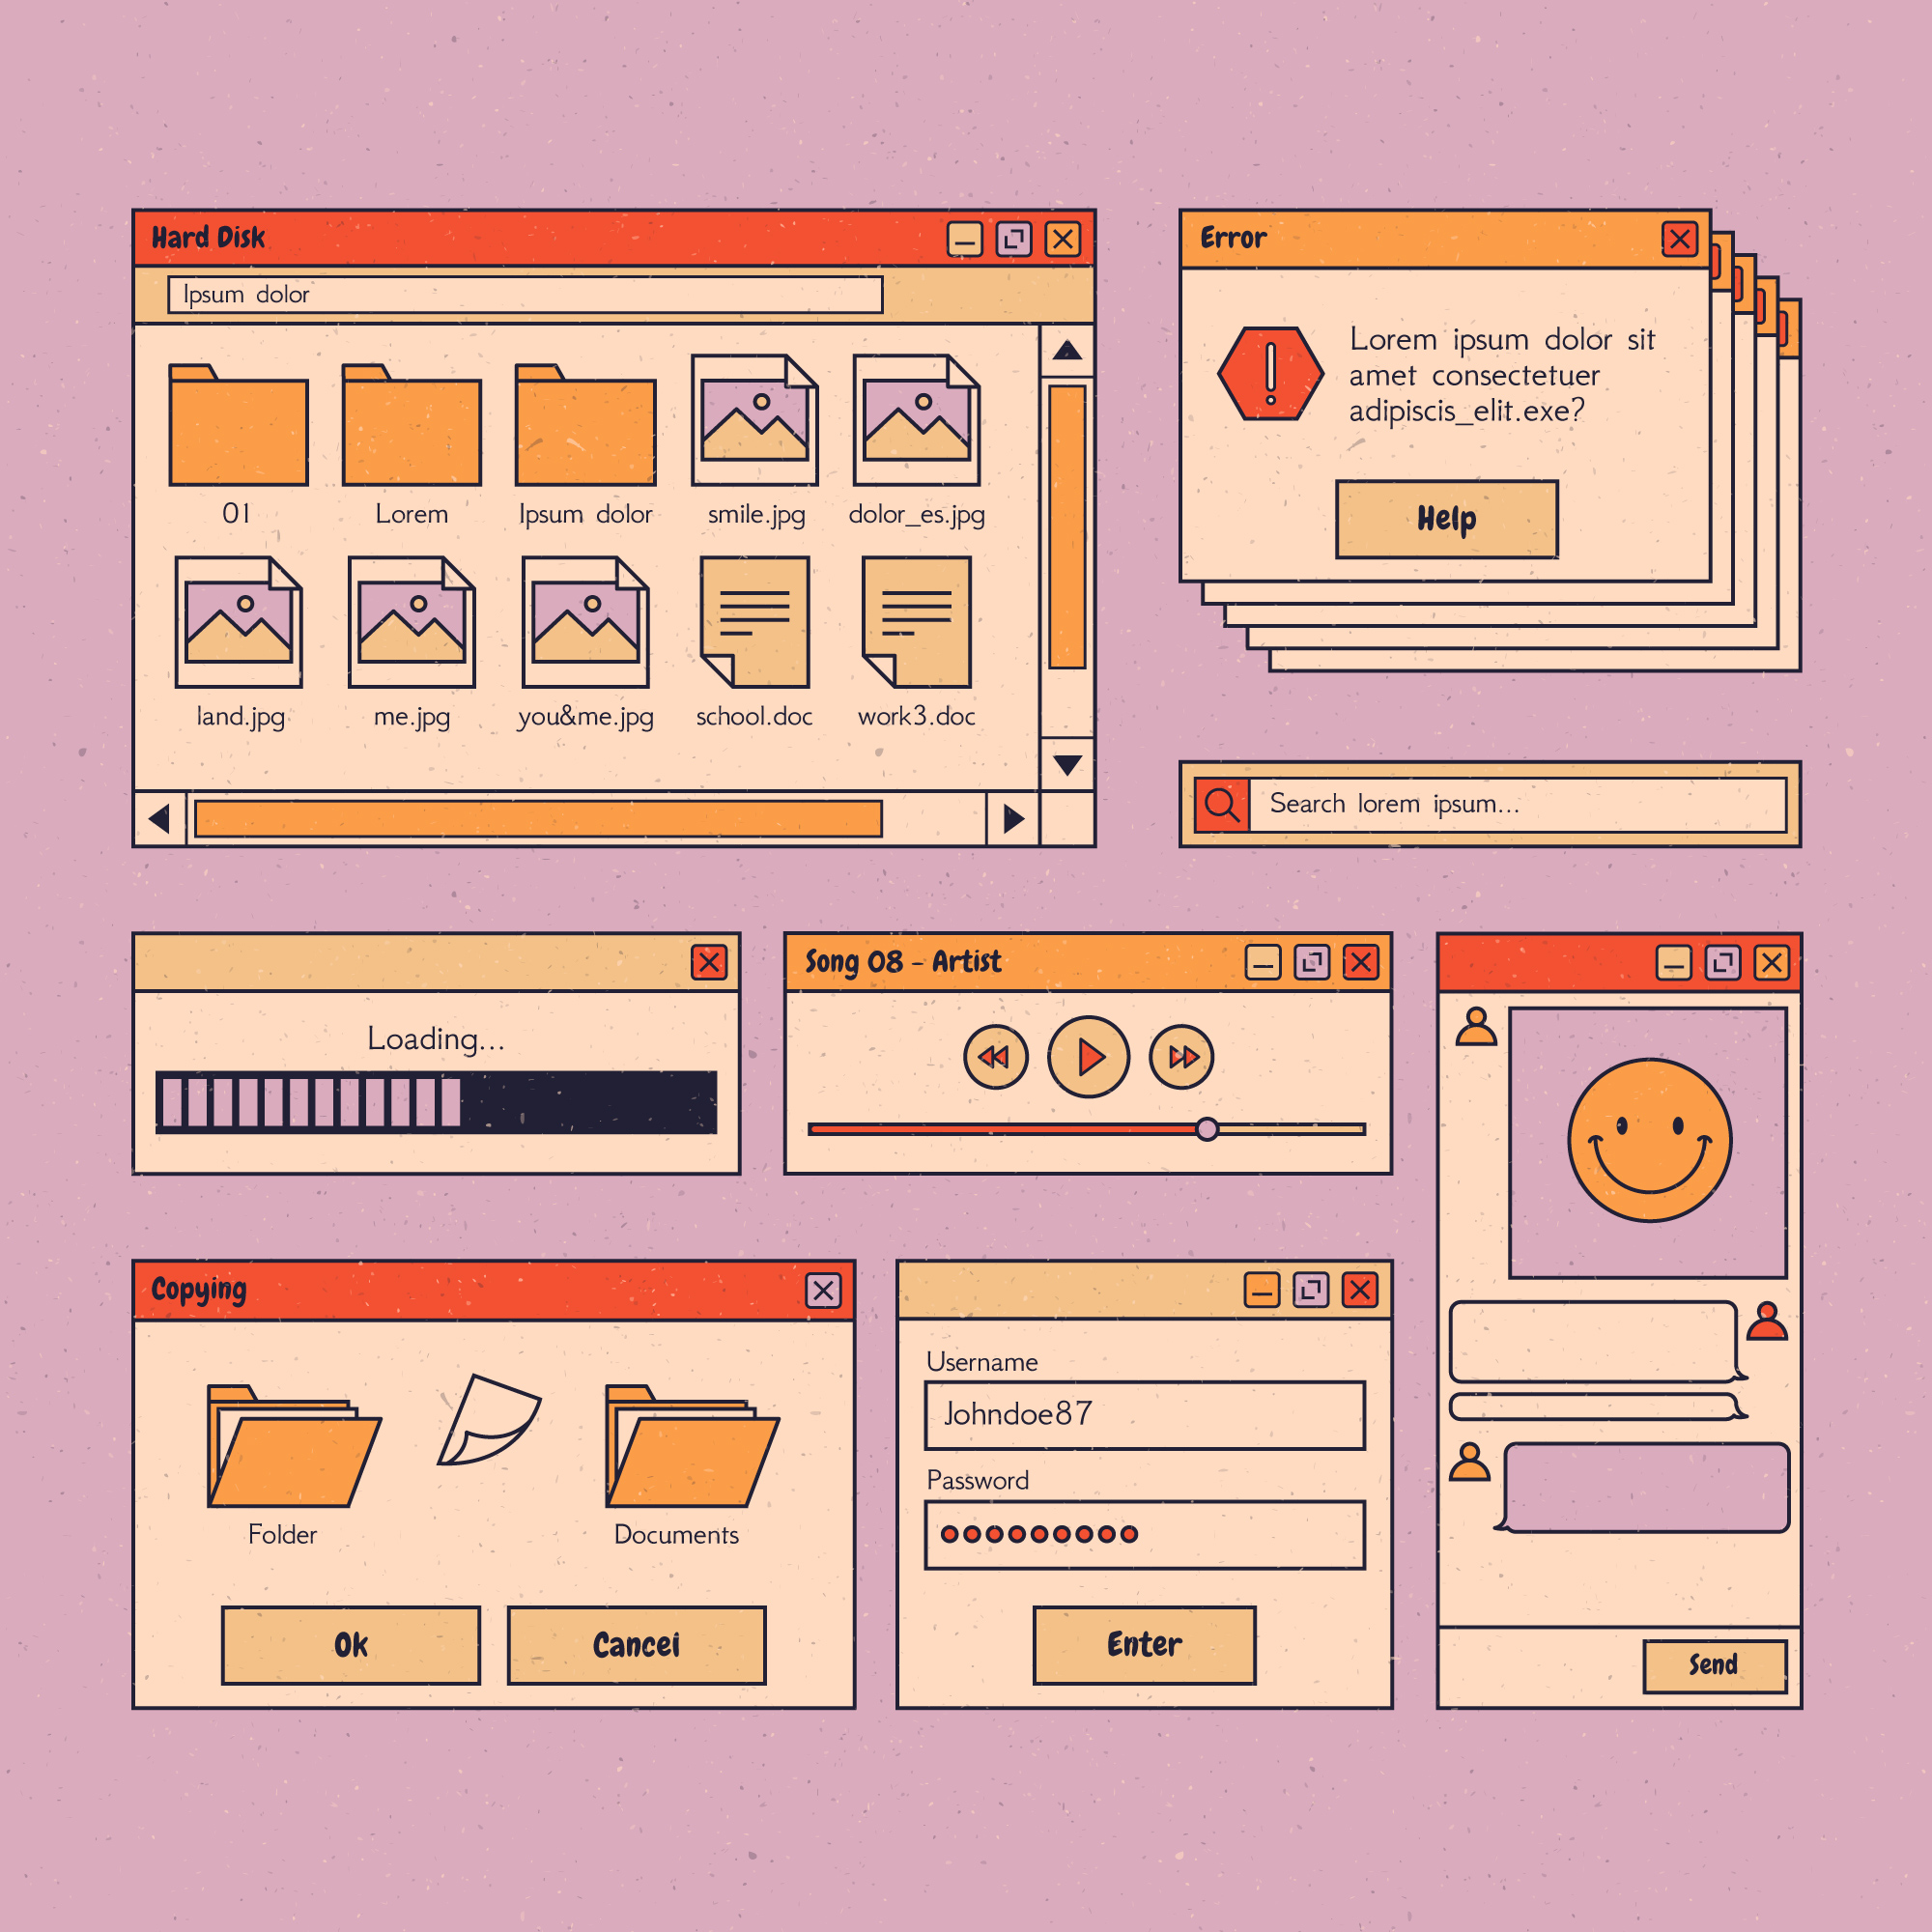 Hard Disk
Ipsum dolor
01
Lorem
Ipsum dolor
smile.jpg
dolor_es.jpg
land.jpg
me.jpg
you&me.jpg
school.doc
work3.doc
Error
Lorem ipsum dolor sit
amet consectetuer
adipiscis_elit.exe?
Help
Search lorem ipsum...
Loading...
Song 08 - Artist
Copying
Folder
Documents
Ok
Cancel
Username
Johndoe87
Password
Enter
Send